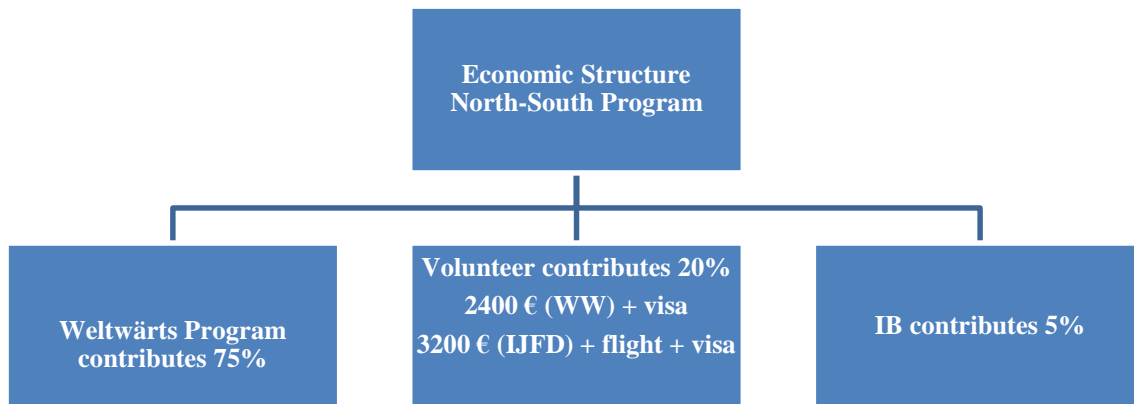 Economic Structure
North-South Program
Weltwärts Program
contributes 75%
Volunteer contributes 20%
2400 € (WW) + visa
3200 € (IJFD) + flight + visa
IB contributes 5%